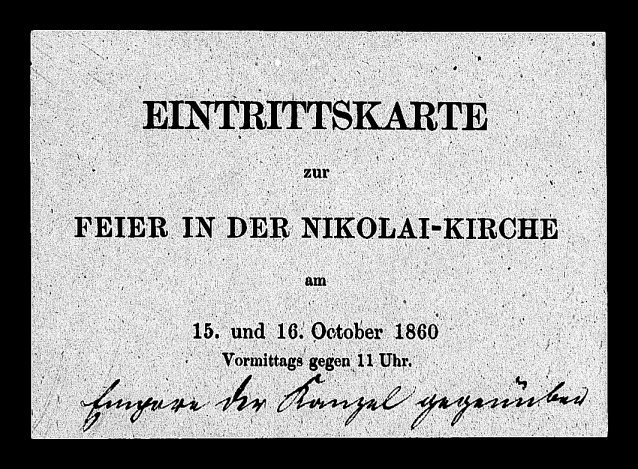 EINTRITTSKARTE
zur
FEIER IN DER NIKOLAI-KIRCHE
am
15. und 16. October 1860
Vormittags gegen 11 Uhr.
Empore der Kanzel gegenüber